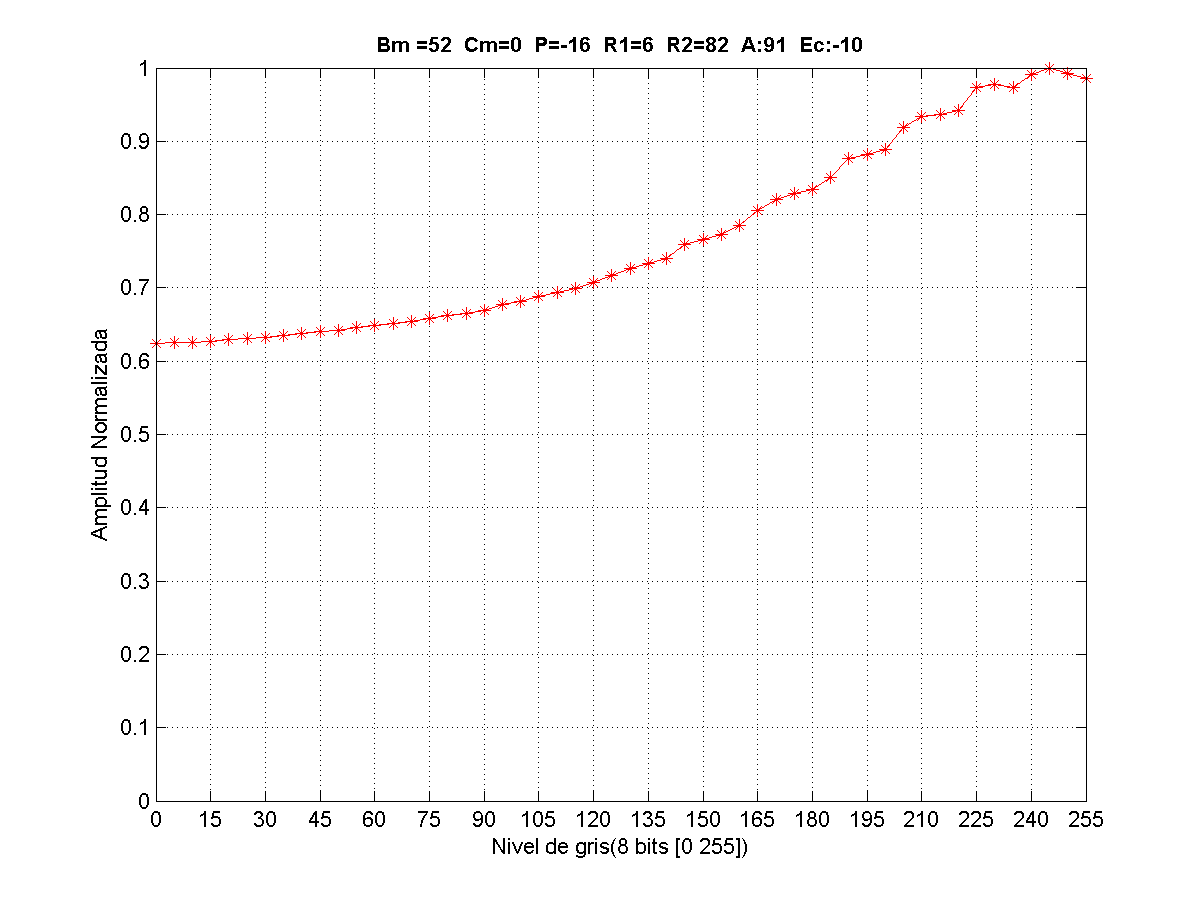 Bm =52  Cm=0  P=-16  R1=6  R2=82  A:91  Ec:-10
Amplitud Normalizada
1
0.9
0.8
0.7
0.6
0.5
0.4
0.3
0.2
0.1
0
0 15 30 45 60 75 90 105 120 135 150 165 180 195 210 225 240 255
Nivel de gris(8 bits [0 255])